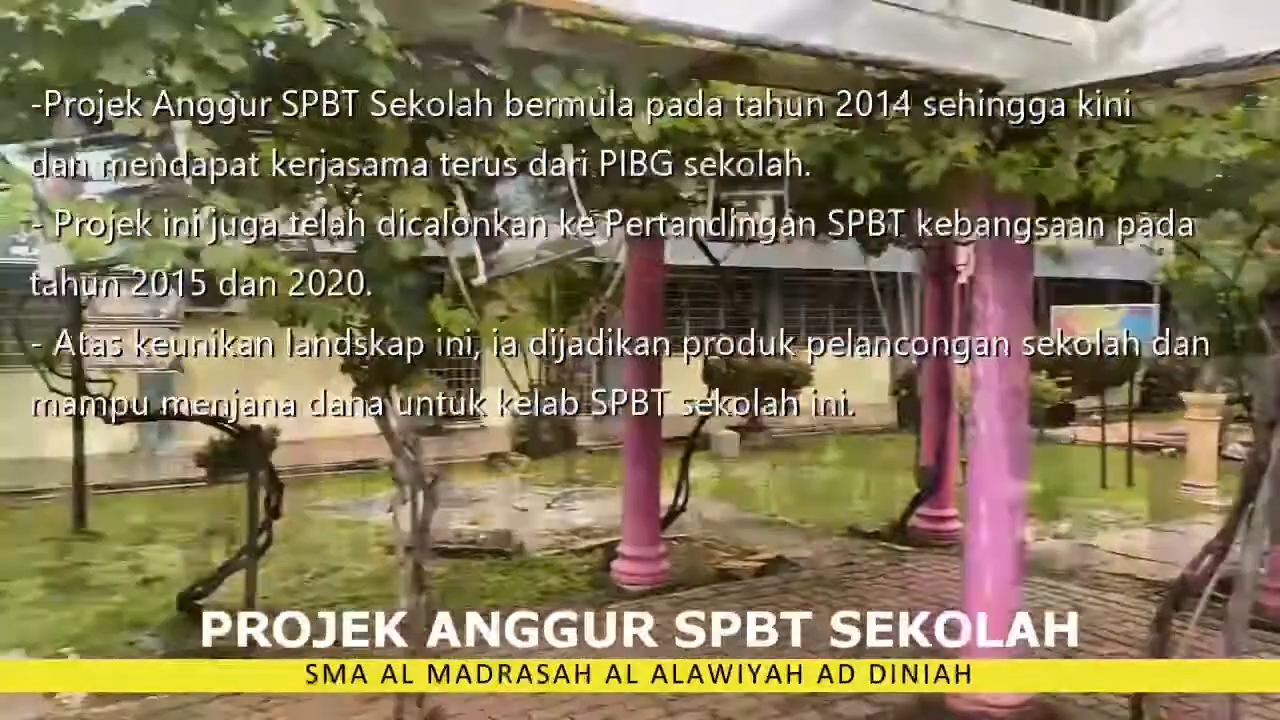 -Projek Anggur SPBT Sekolah bermula pada tahun 2014 sehingga kini
dan mendapat kerjasama terus dari PIBG sekolah.
- Projek ini juga telah dicalonkan ke Pertandingan SPBT kebangsaan pada
tahun 2015 dan 2020.
- Atas keunikan landskap ini, ia dijadikan produk pelancongan sekolah dan
mampu menjana dana untuk kelab SPBT sekolah ini.
PROJEK ANGGUR SPBT SEKOLAH
SMA AL MADRASAH AL ALAWIYAH AD DINIAH